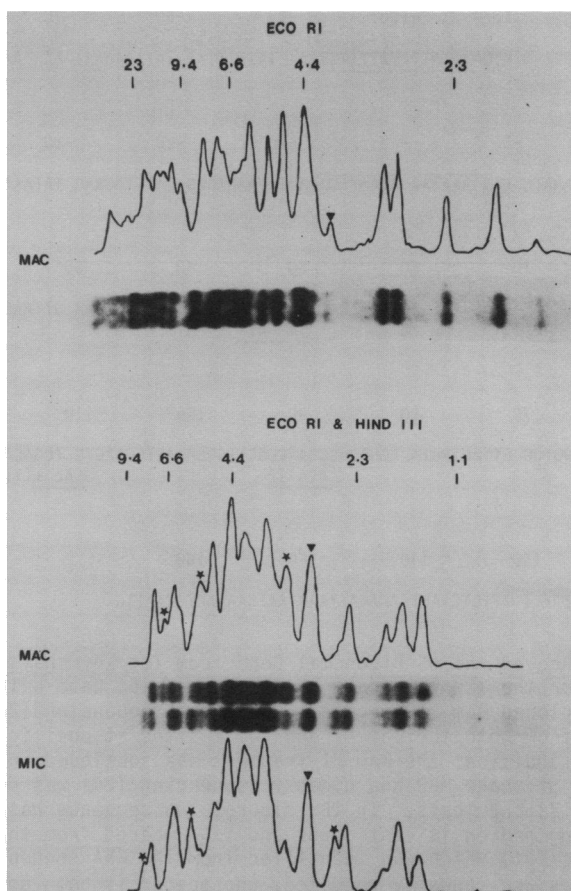 ECO RI
23 9·4 6·6 4·4 2·3
MAC
ECO RI & HIND III
9·4 6·6 4·4 2·3 1·1
MAC
MIC